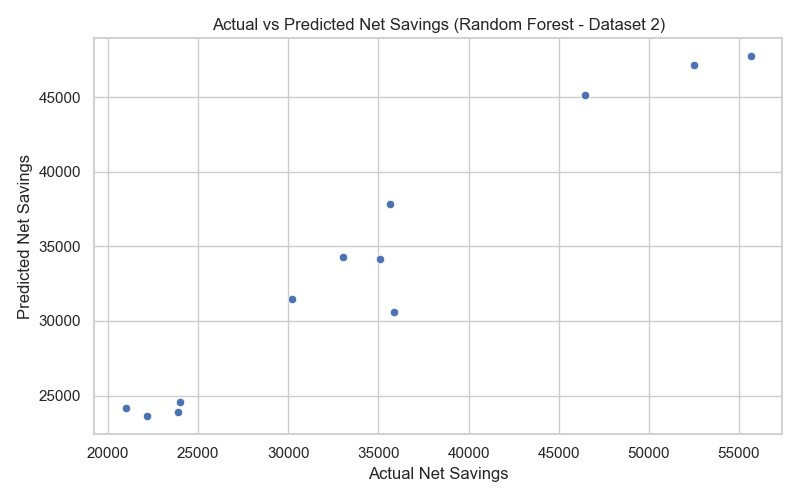 Actual vs Predicted Net Savings (Random Forest - Dataset 2)
Predicted Net Savings
45000
40000
35000
30000
25000
20000 25000 30000 35000 40000 45000 50000 55000
Actual Net Savings